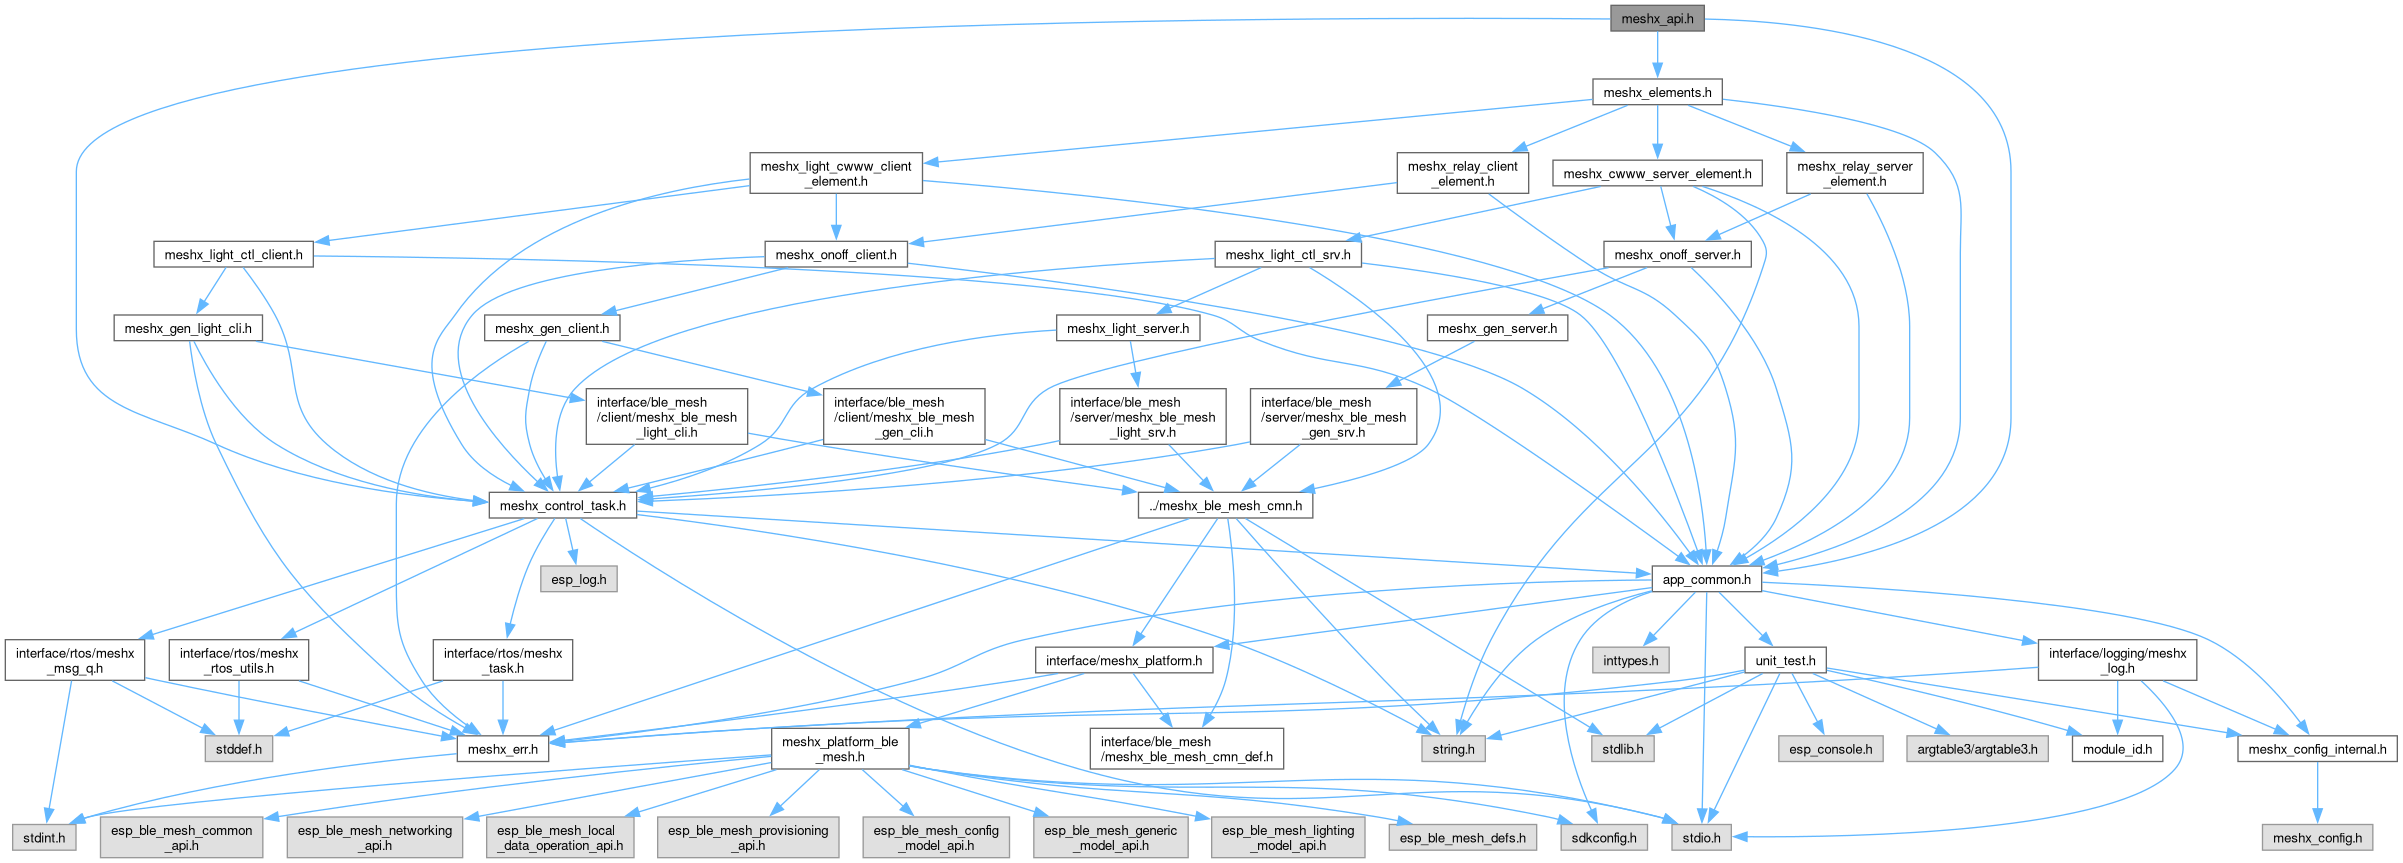 meshx_api.h
meshx_elements.h
meshx_light_cwww_client
_element.h
meshx_relay_client
_element.h
meshx_cwww_server_element.h
meshx_relay_server
_element.h
meshx_light_ctl_client.h
meshx_onoff_client.h
meshx_light_ctl_srv.h
meshx_onoff_server.h
meshx_gen_light_cli.h
meshx_gen_client.h
meshx_light_server.h
meshx_gen_server.h
interface/ble_mesh
/client/meshx_ble_mesh
_light_cli.h
interface/ble_mesh
/client/meshx_ble_mesh
_gen_cli.h
interface/ble_mesh
/server/meshx_ble_mesh
_light_srv.h
interface/ble_mesh
/server/meshx_ble_mesh
_gen_srv.h
meshx_control_task.h
../meshx_ble_mesh_cmn.h
esp_log.h
app_common.h
interface/rtos/meshx
_msg_q.h
interface/rtos/meshx
_rtos_utils.h
interface/rtos/meshx
_task.h
interface/meshx_platform.h
inttypes.h
unit_test.h
interface/logging/meshx
_log.h
stddef.h
meshx_err.h
meshx_platform_ble
_mesh.h
interface/ble_mesh
/meshx_ble_mesh_cmn_def.h
string.h
stdlib.h
esp_console.h
argtable3/argtable3.h
module_id.h
meshx_config_internal.h
stdint.h
esp_ble_mesh_common
_api.h
esp_ble_mesh_networking
_api.h
esp_ble_mesh_local
_data_operation_api.h
esp_ble_mesh_provisioning
_api.h
esp_ble_mesh_config
_model_api.h
esp_ble_mesh_generic
_model_api.h
esp_ble_mesh_lighting
_model_api.h
esp_ble_mesh_defs.h
sdkconfig.h
stdio.h
meshx_config.h